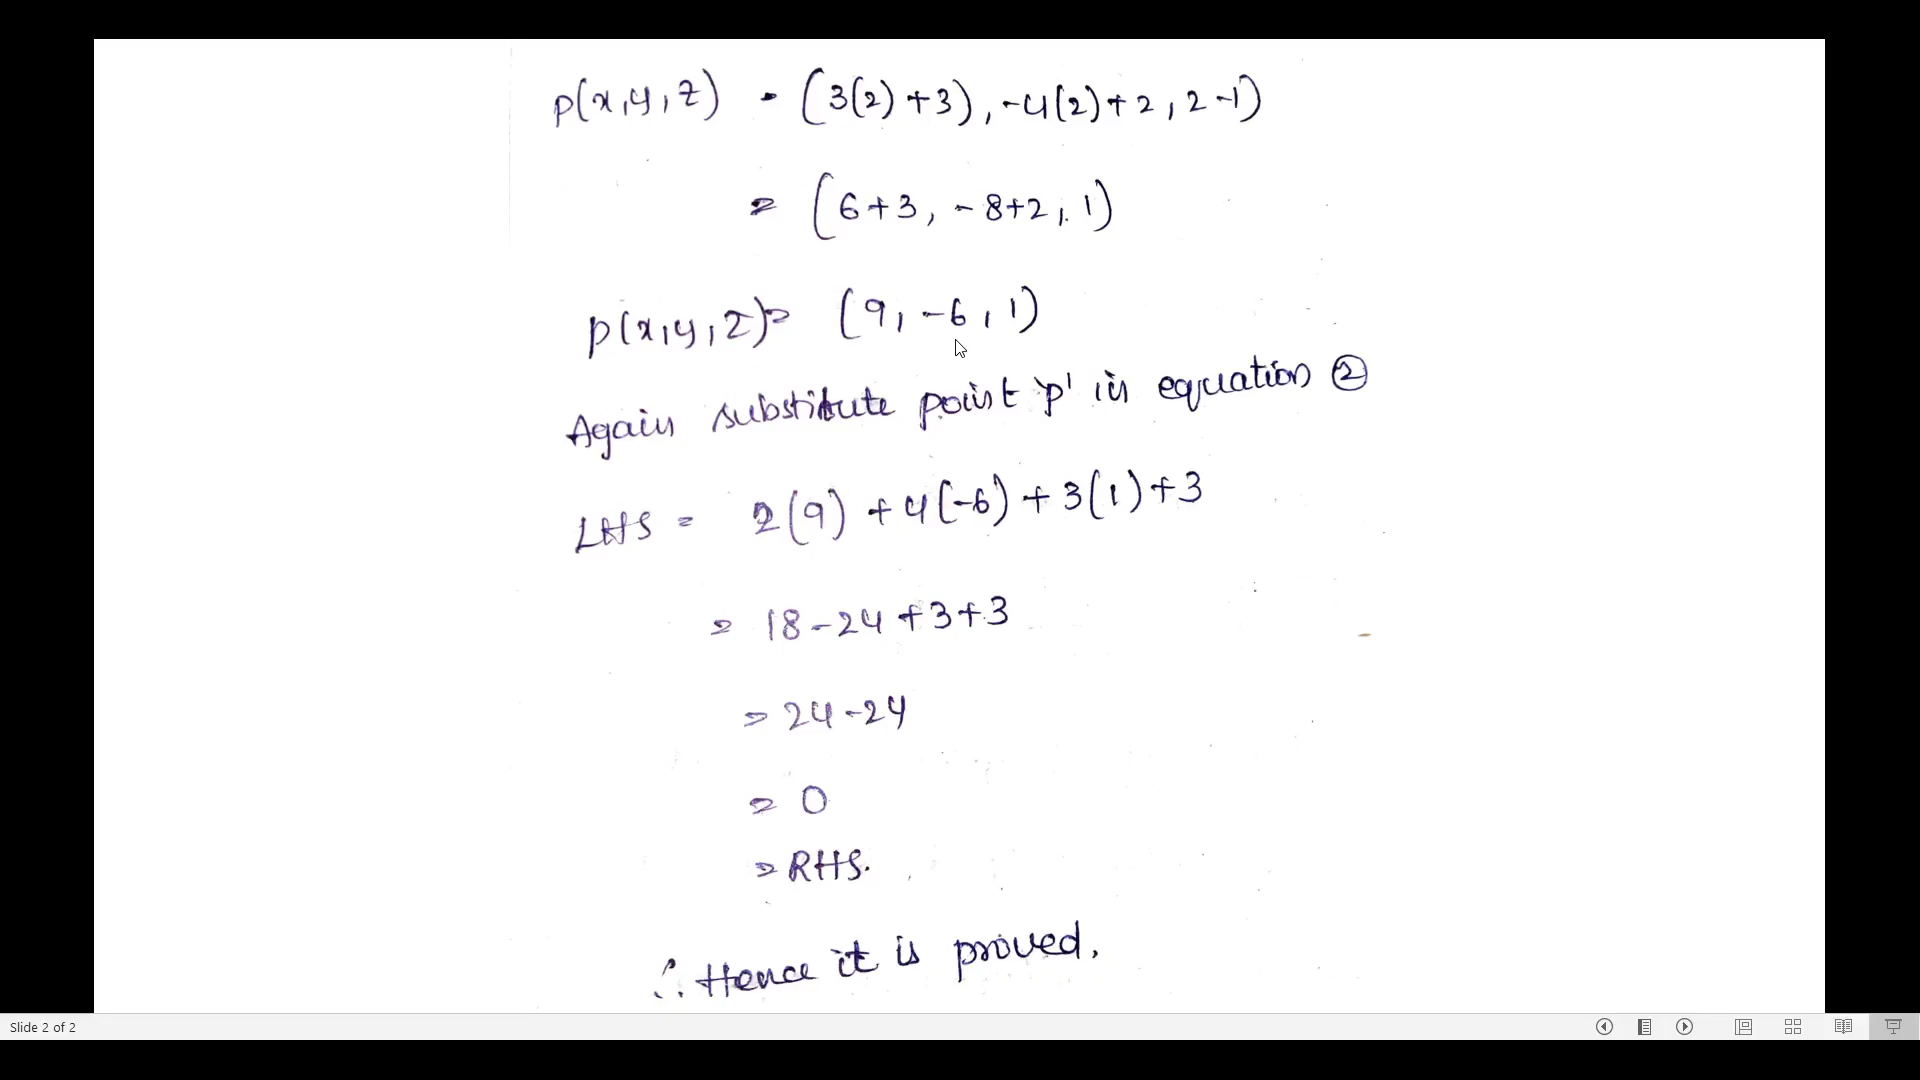 p(x,y,z) = (3(2)+3), -4(2)+2, 2-1)
= (6+3, -8+2, 1)
p(x,y,z)= (9, -6, 1)
Again substitute point 'p' in equation ②
LHS = 2(9) + 4(-6) + 3(1)+3
= 18-24+3+3
= 24-24
= 0
= RHS.
∴ Hence it is proved.
Slide 2 of 2